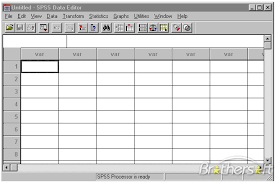 Untitled - SPSS Data Editor
File Edit View Data Transform Statistics Graphs Utilities Window Help
var var var var var var v
1
2
3
4
5
6
7
8
SPSS Processor is ready
Brothersoft